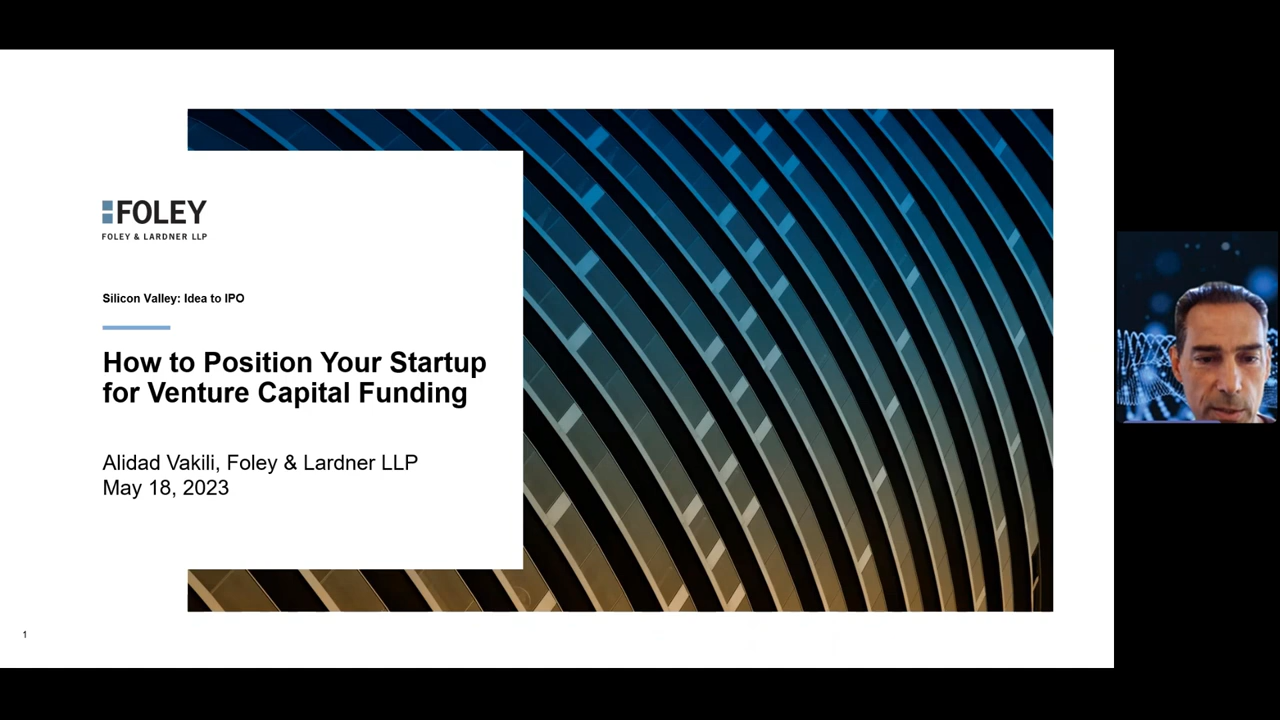 FOLEY
FOLEY & LARDNER LLP
Silicon Valley: Idea to IPO
How to Position Your Startup
for Venture Capital Funding
Alidad Vakili, Foley & Lardner LLP
May 18, 2023
1